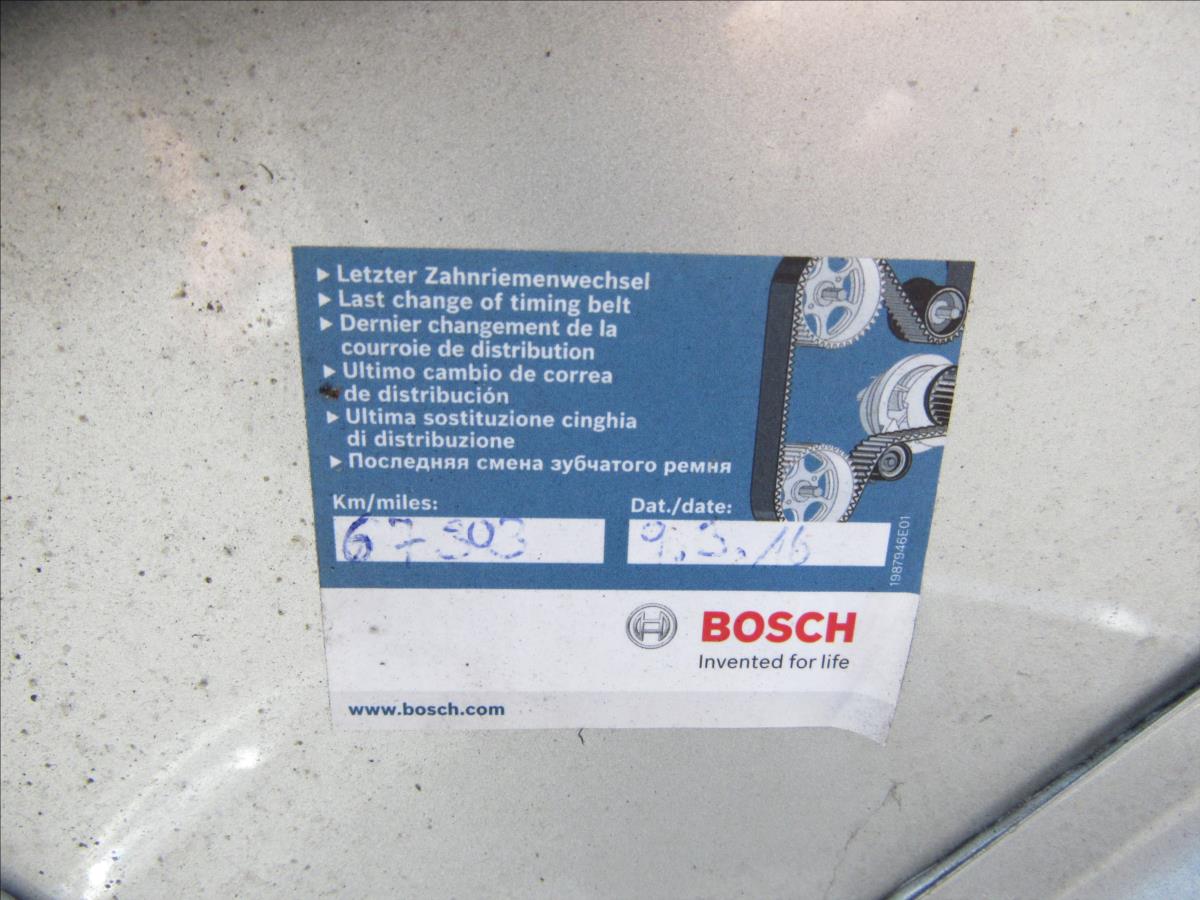 ▸ Letzter Zahnriemenwechsel
▸ Last change of timing belt
▸ Dernier changement de la
courroie de distribution
▸ Ultimo cambio de correa
de distribución
▸ Ultima sostituzione cinghia
di distribuzione
▸ Последняя смена зубчатого ремня
Km/miles: Dat./date:
67303 9.3.16
1987946E01
BOSCH
Invented for life
www.bosch.com